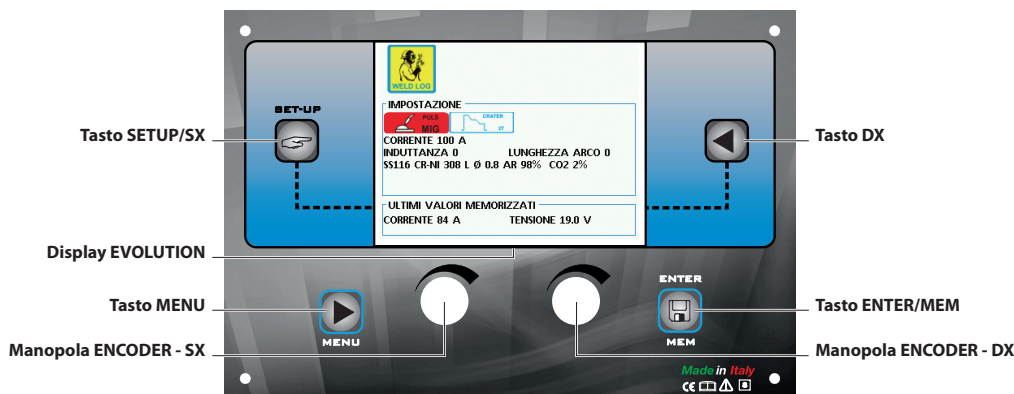 WELD LOG
IMPOSTAZIONE
PULS
MIG
CRATER
2T
CORRENTE 100 A
INDUTTANZA 0 LUNGHEZZA ARCO 0
SS116 CR-NI 308 L Ø 0.8 AR 98% CO2 2%
ULTIMI VALORI MEMORIZZATI
CORRENTE 84 A TENSIONE 19.0 V
SET-UP
Tasto SETUP/SX
Tasto DX
Display EVOLUTION
ENTER
Tasto MENU
Tasto ENTER/MEM
MENU
MEM
Manopola ENCODER - SX
Manopola ENCODER - DX
Made in Italy
CE